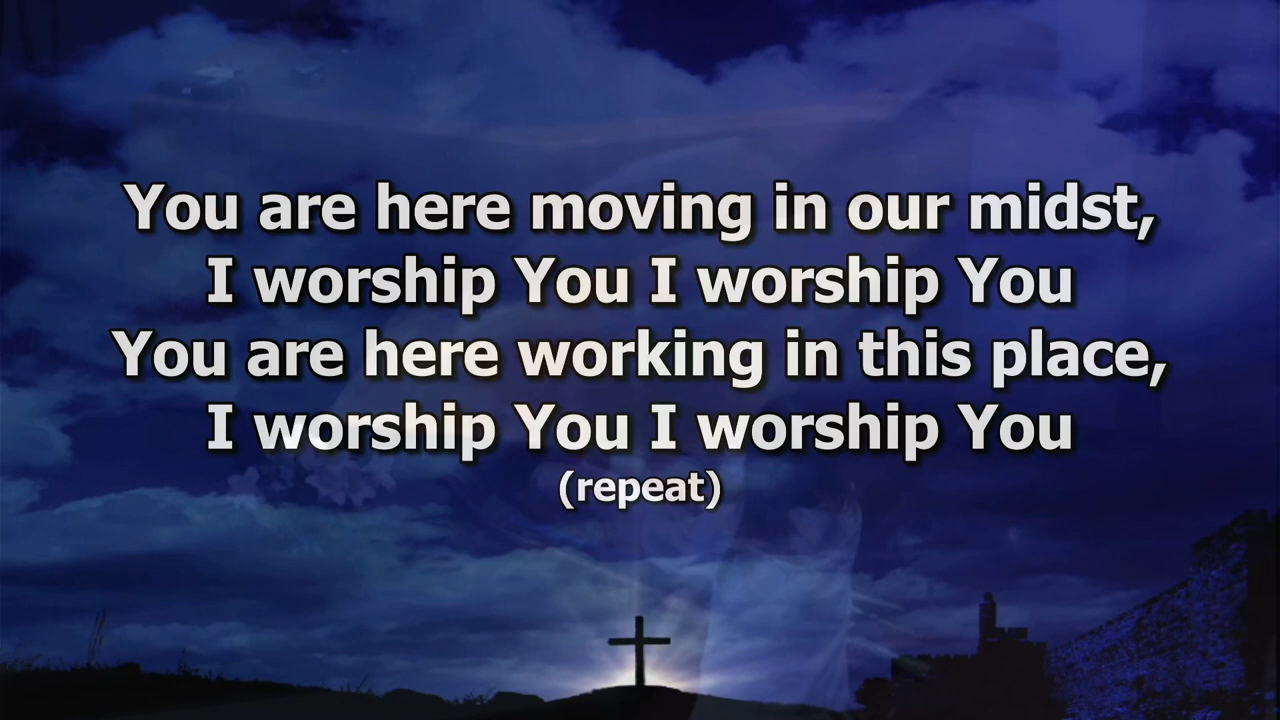 You are here moving in our midst,
I worship You I worship You
You are here working in this place,
I worship You I worship You
(repeat)